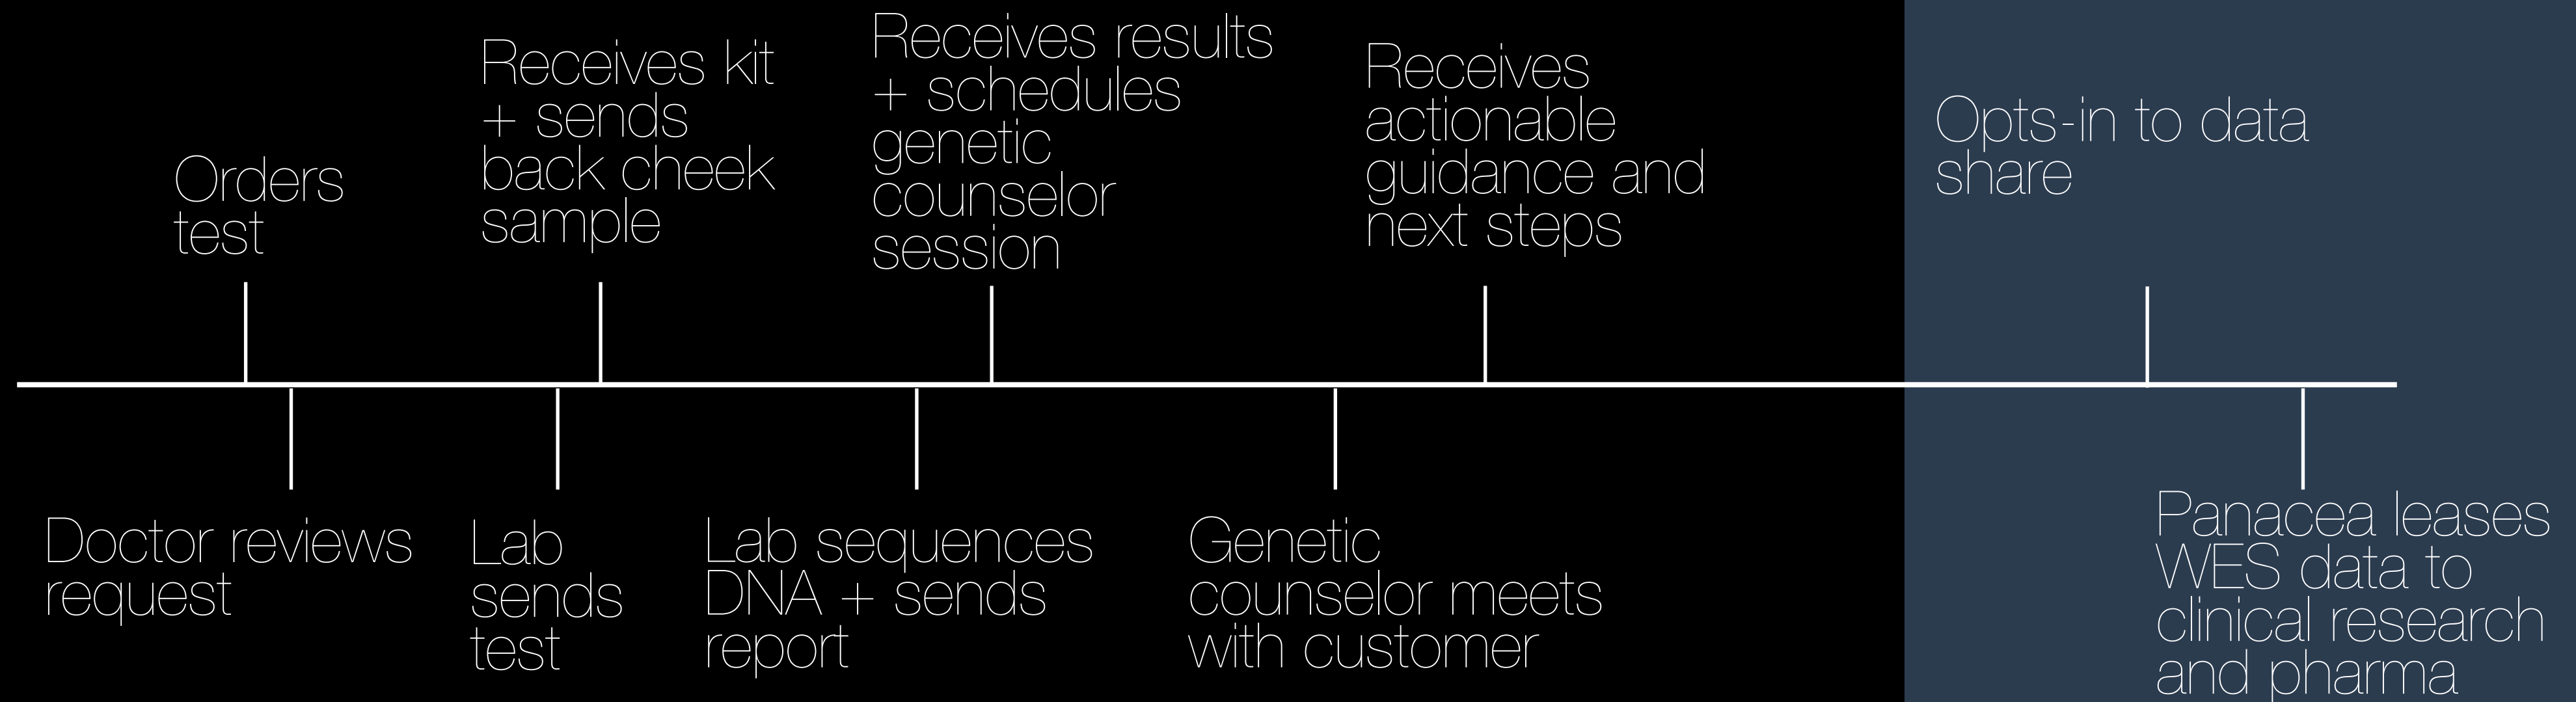 Orders
test
Receives kit
+ sends
back cheek
sample
Receives results
+ schedules
genetic
counselor
session
Receives
actionable
guidance and
next steps
Opts-in to data
share
Doctor reviews
request
Lab
sends
test
Lab sequences
DNA + sends
report
Genetic
counselor meets
with customer
Panacea leases
WES data to
clinical research
and pharma